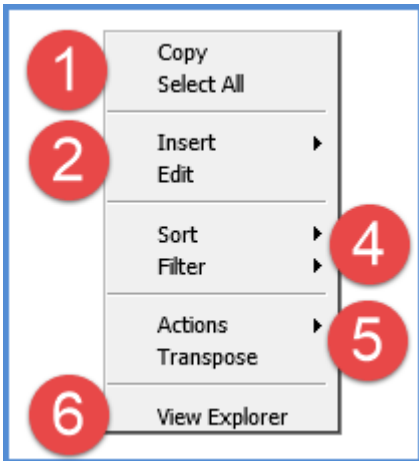 1
Copy
Select All
2
Insert
Edit
Sort
4
Filter
Actions
5
Transpose
6
View Explorer